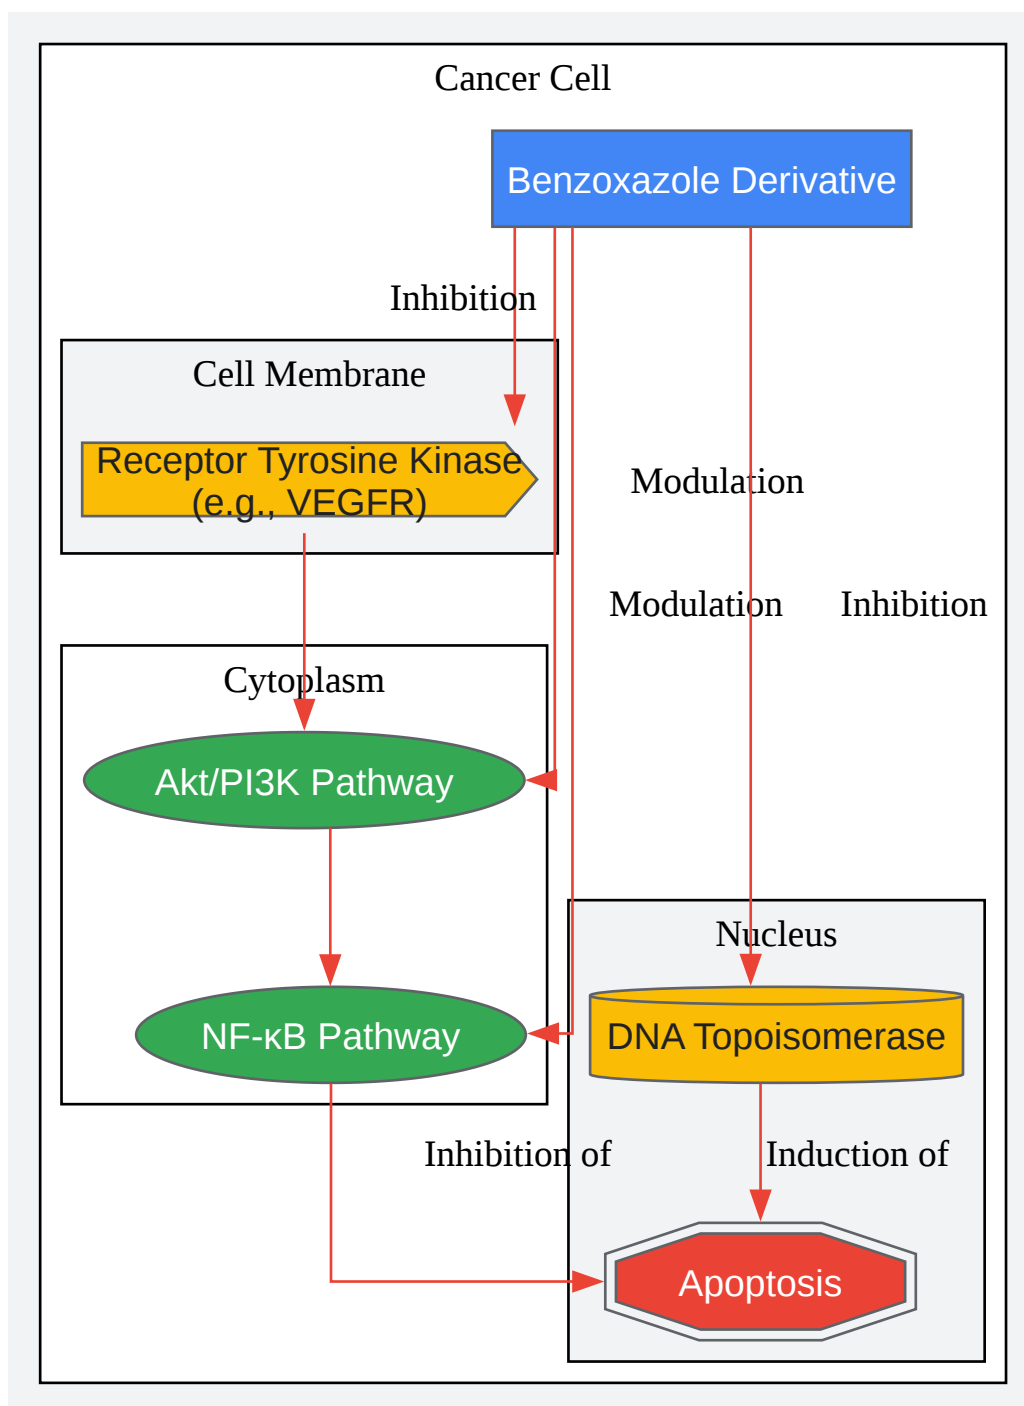 Cancer Cell
Benzoxazole Derivative
Inhibition
Cell Membrane
Receptor Tyrosine Kinase
(e.g., VEGFR)
Modulation
Modulation
Inhibition
Cytoplasm
Akt/PI3K Pathway
Nucleus
NF-κB Pathway
DNA Topoisomerase
Inhibition of
Induction of
Apoptosis